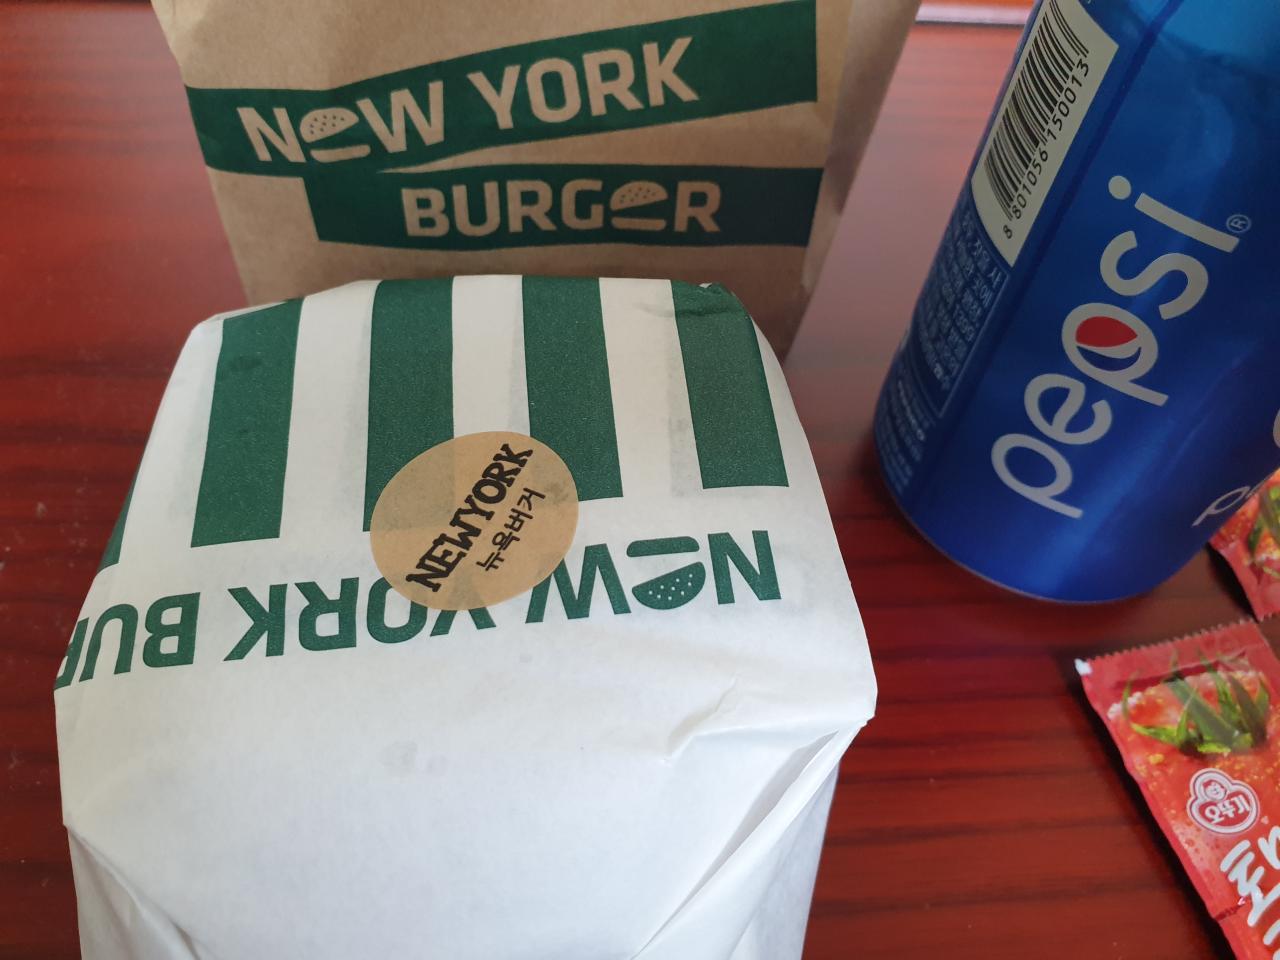 NEW YORK
BURGER
8 801056 150013
pepsi®
NEWYORK
뉴욕버거
NEW YORK BUR
오뚜기